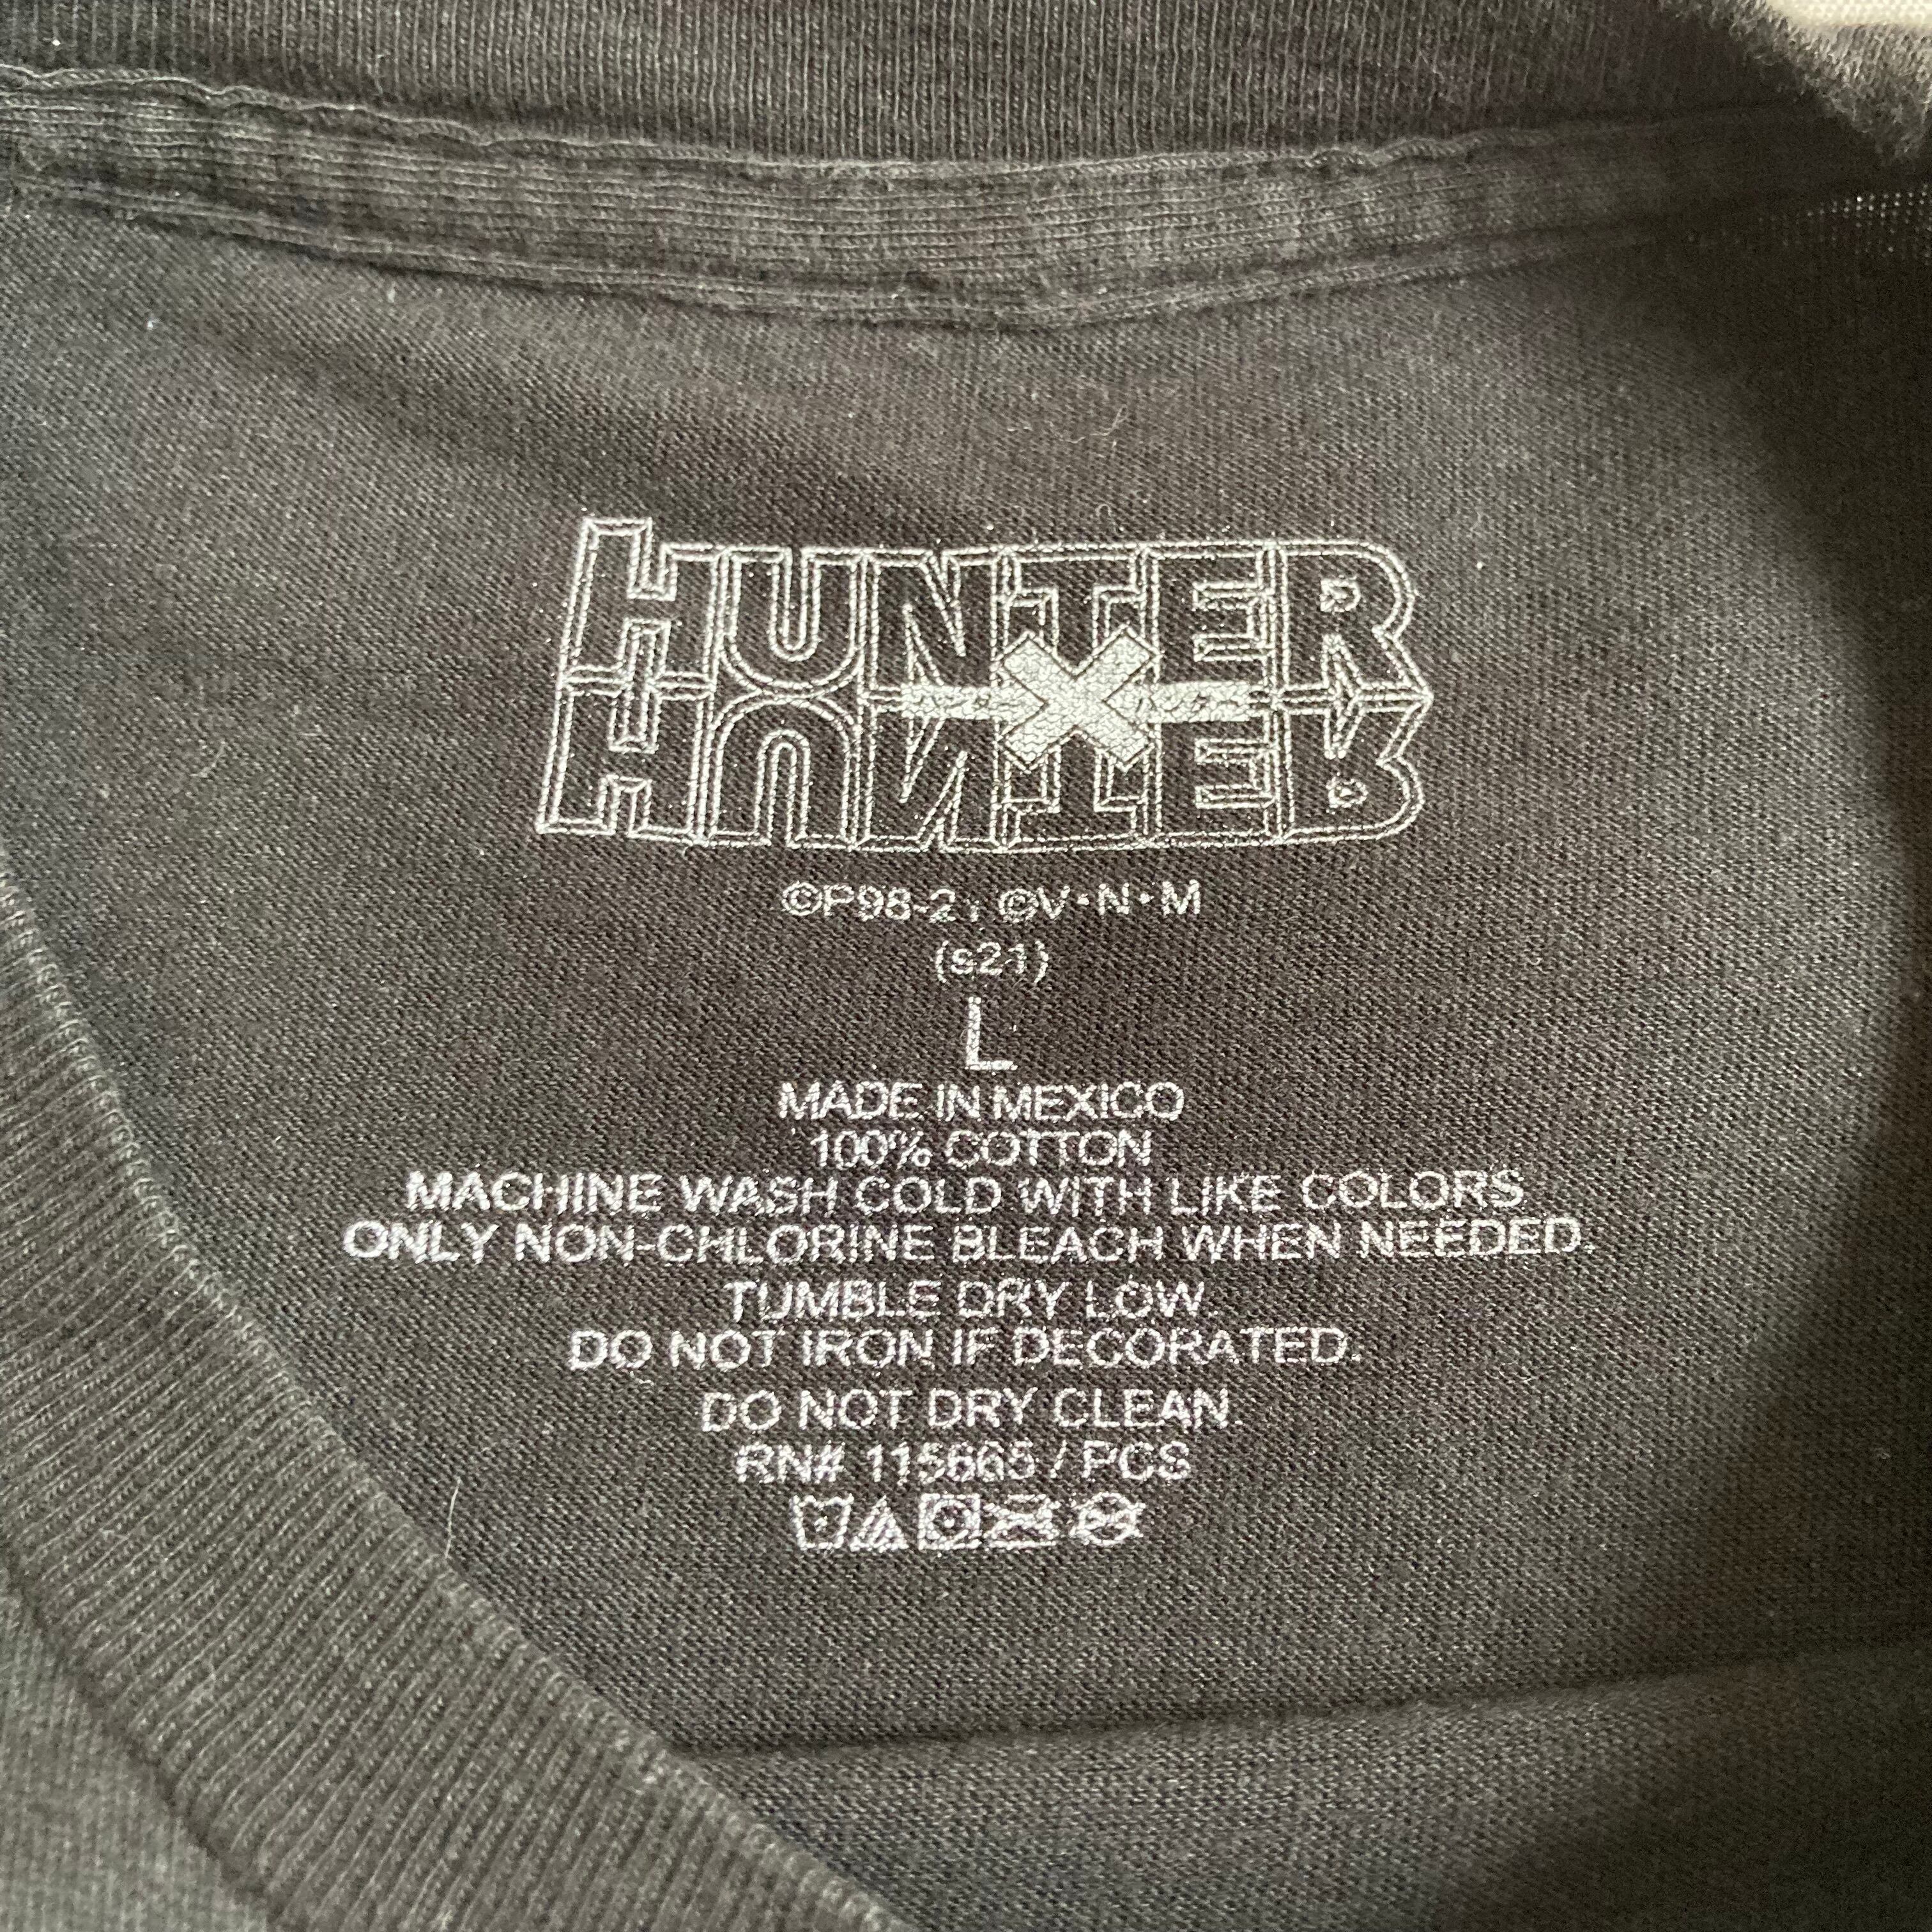 HUNTER
X
HUNTER
©P98-21 ©V·N·M
(s21)
L
MADE IN MEXICO
100% COTTON
MACHINE WASH COLD WITH LIKE COLORS
ONLY NON-CHLORINE BLEACH WHEN NEEDED.
TUMBLE DRY LOW.
DO NOT IRON IF DECORATED.
DO NOT DRY CLEAN.
RN# 115665 / PCS